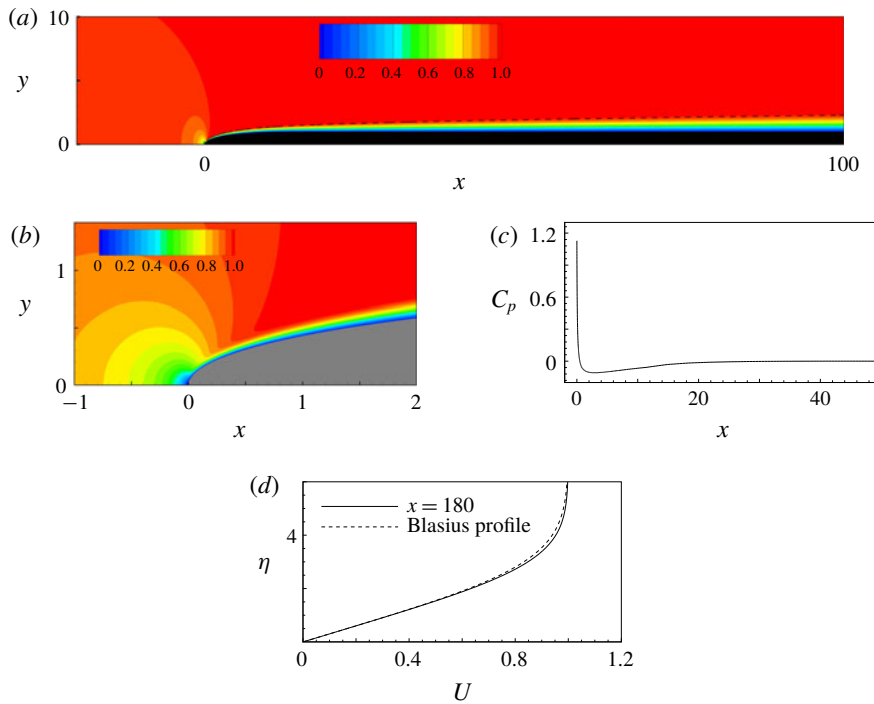 (a)
10
y
0
0 0.2 0.4 0.6 0.8 1.0
0 100
x
(b)
1
y
0
0 0.2 0.4 0.6 0.8 1.0
−1 0 1 2
x
(c)
1.2
Cp
0.6
0
0 20 40
x
(d)
x = 180
Blasius profile
4
η
0 0.4 0.8 1.2
U